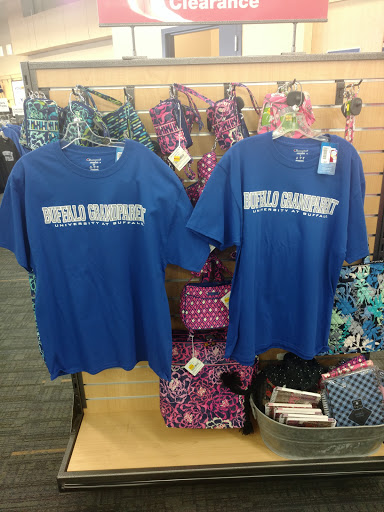 Clearance
BUFFALO GRANDPARENT
UNIVERSITY AT BUFFALO
BUFFALO GRANDPARENT
UNIVERSITY AT BUFFALO